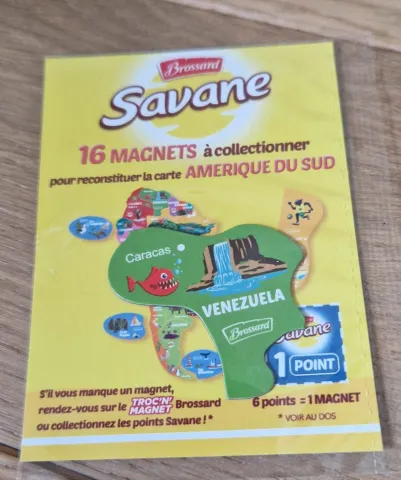 Brossard
Savane
16 MAGNETS à collectionner
pour reconstituer la carte AMERIQUE DU SUD
Caracas
VENEZUELA
Brossard
Savane
1 POINT
S'il vous manque un magnet,
rendez-vous sur le TROC'N' MAGNET Brossard
ou collectionnez les points Savane ! *
6 points = 1 MAGNET
* VOIR AU DOS